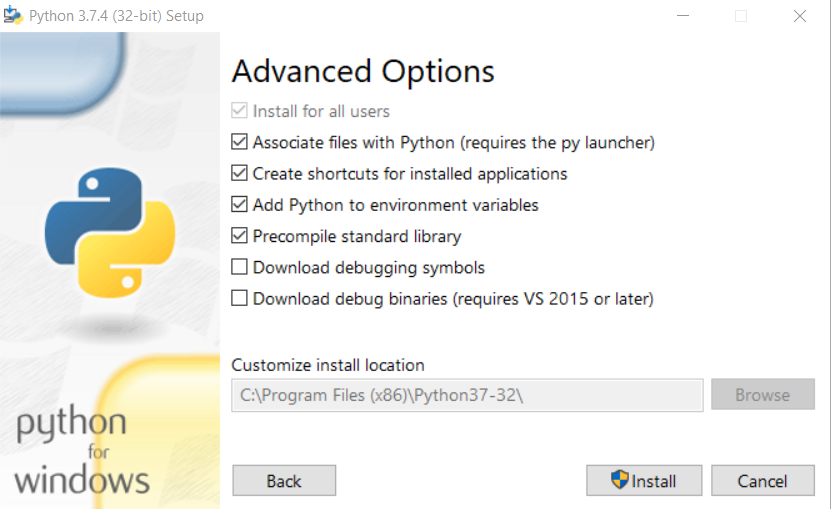 Python 3.7.4 (32-bit) Setup
Advanced Options
Install for all users
Associate files with Python (requires the py launcher)
Create shortcuts for installed applications
Add Python to environment variables
Precompile standard library
Download debugging symbols
Download debug binaries (requires VS 2015 or later)
Customize install location
C:\Program Files (x86)\Python37-32\
Browse
python
for
windows
Back
Install
Cancel